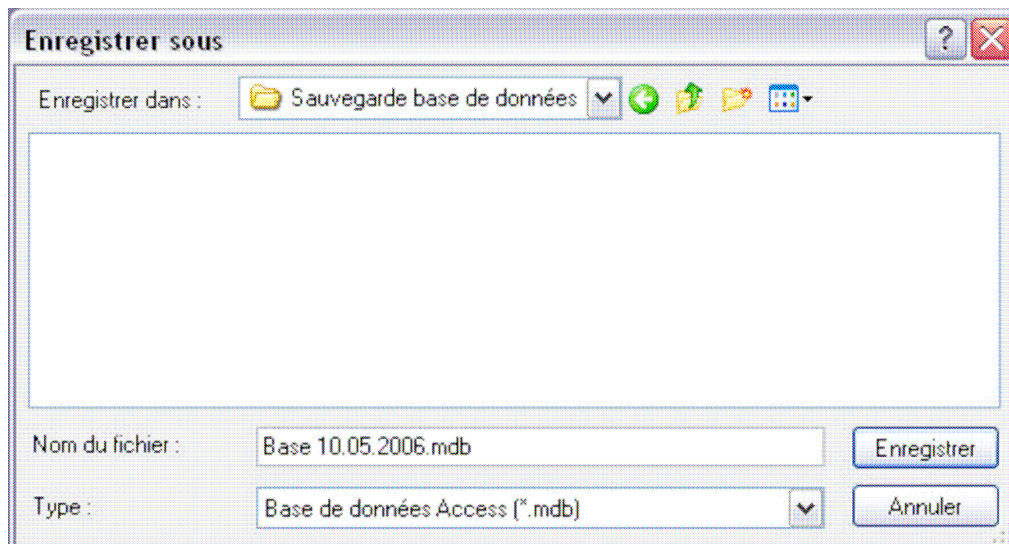 Enregistrer sous
Enregistrer dans : Sauvegarde base de données
Nom du fichier : Base 10.05.2006.mdb Enregistrer
Type : Base de données Access (*.mdb) Annuler